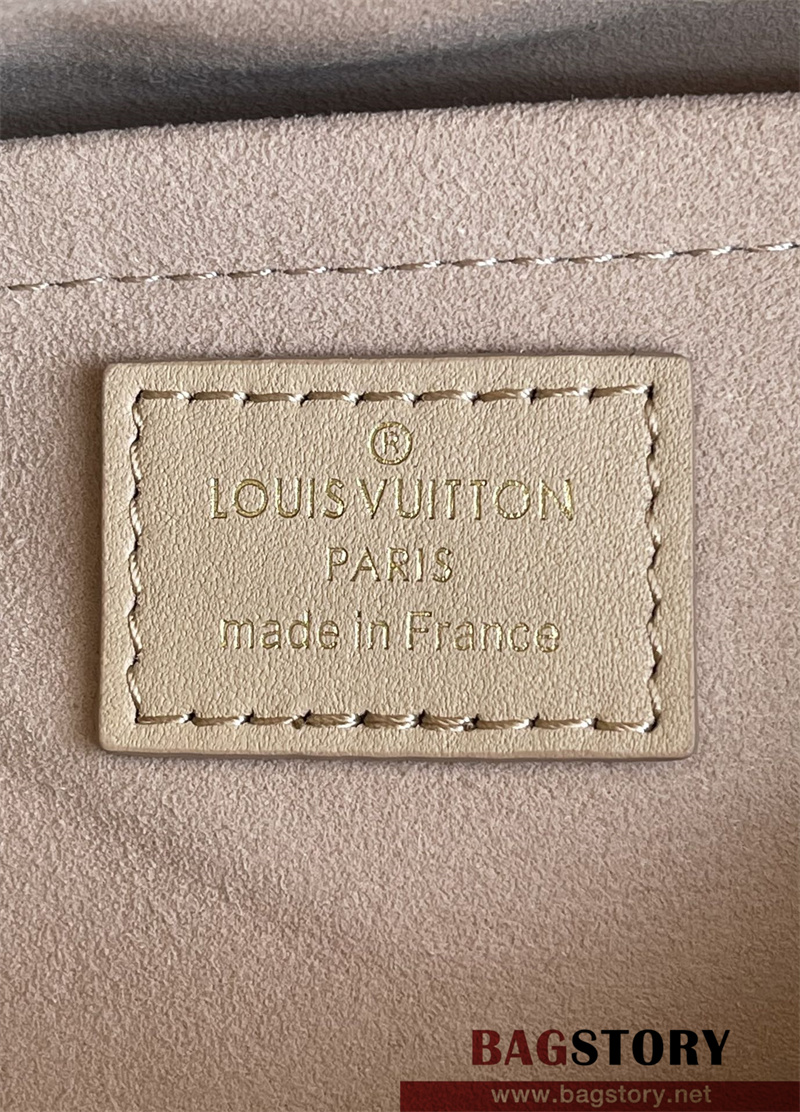 ®
LOUIS VUITTON
PARIS
made in France
BAGSTORY
www.bagstory.net